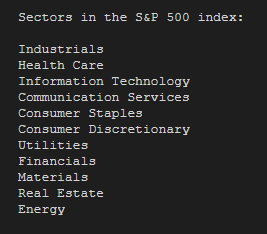 Sectors in the S&P 500 index:
Industrials
Health Care
Information Technology
Communication Services
Consumer Staples
Consumer Discretionary
Utilities
Financials
Materials
Real Estate
Energy